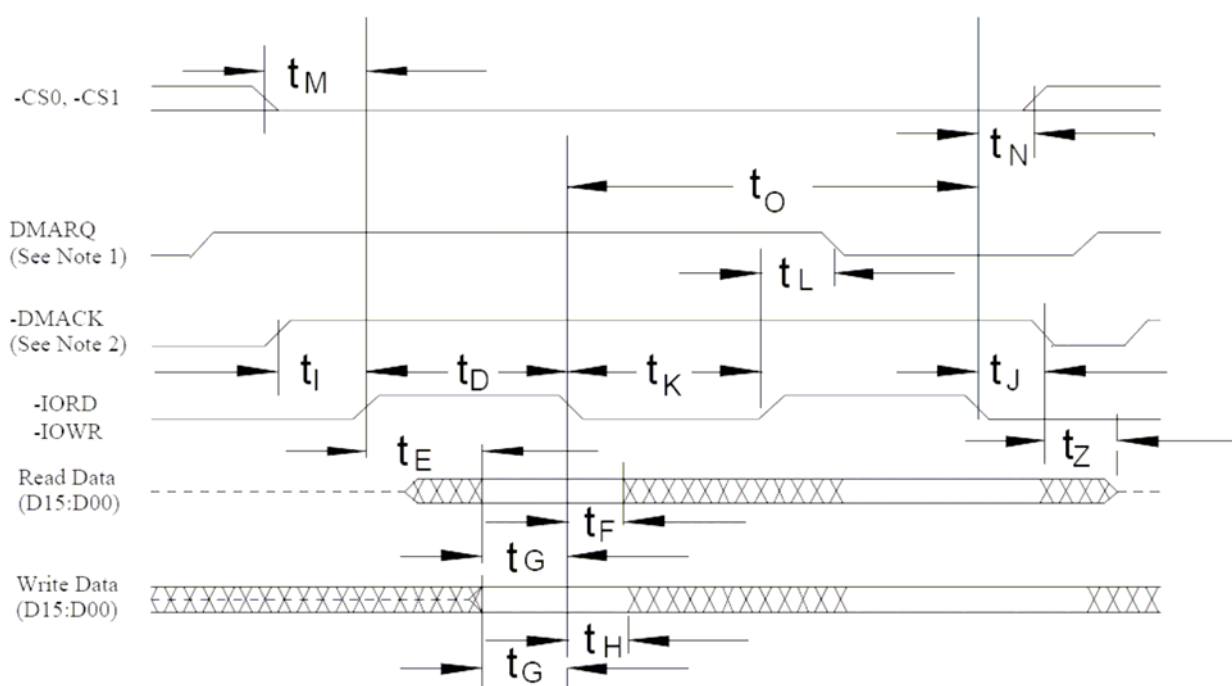 tM
-CS0, -CS1
tN
tO
DMARQ
(See Note 1)
tL
-DMACK
(See Note 2)
tI
tD
tK
tJ
-IORD
-IOWR
tE
tZ
Read Data
(D15:D00)
tF
tG
Write Data
(D15:D00)
tH
tG